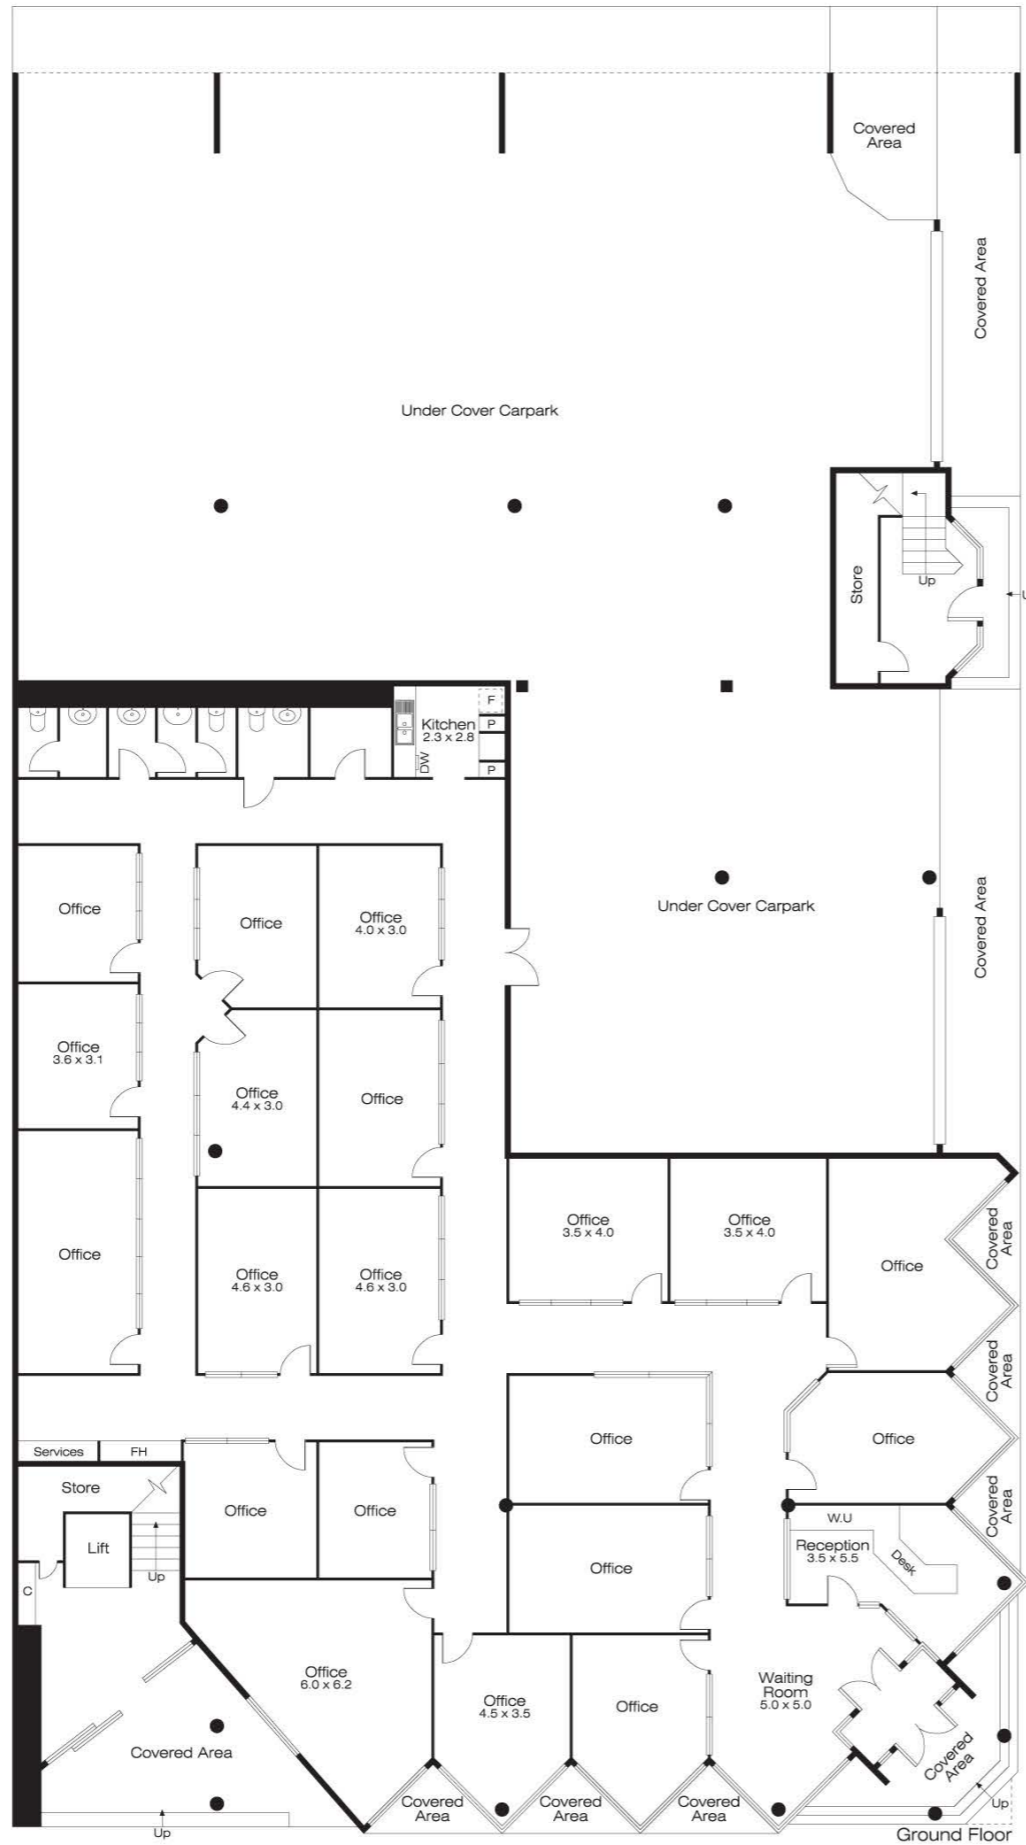 Covered
Area
Covered Area
Under Cover Carpark
Store
Up
Kitchen
2.3 x 2.8
F
P
P
DW
Under Cover Carpark
Covered Area
Office
Office
Office
4.0 x 3.0
Office
3.6 x 3.1
Office
4.4 x 3.0
Office
Office
Office
4.6 x 3.0
Office
4.6 x 3.0
Office
3.5 x 4.0
Office
3.5 x 4.0
Office
Covered
Area
Covered
Area
Covered
Area
Services
FH
Store
Lift
Up
C
Office
Office
Office
Office
Office
W.U
Reception
3.5 x 5.5
Desk
Office
6.0 x 6.2
Office
4.5 x 3.5
Office
Waiting
Room
5.0 x 5.0
Covered Area
Covered
Area
Covered
Area
Covered
Area
Covered
Area
Up
Up
Ground Floor